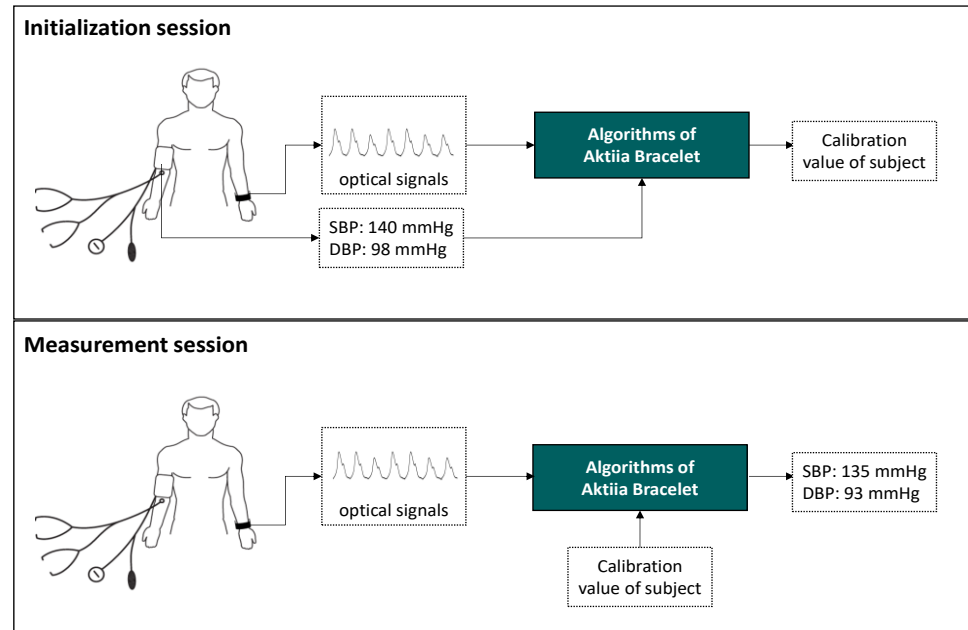 Initialization session
optical signals
SBP: 140 mmHg
DBP: 98 mmHg
Algorithms of
Aktiia Bracelet
Calibration
value of subject
Measurement session
optical signals
Algorithms of
Aktiia Bracelet
Calibration
value of subject
SBP: 135 mmHg
DBP: 93 mmHg